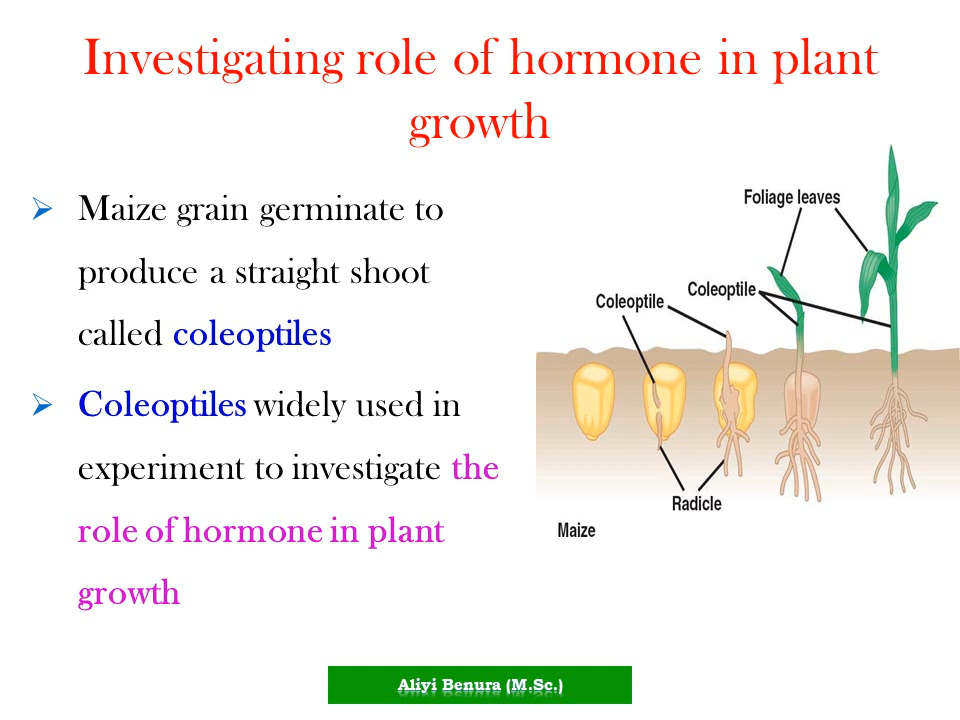 Investigating role of hormone in plant
growth
➢ Maize grain germinate to
produce a straight shoot
called coleoptiles
➢ Coleoptiles widely used in
experiment to investigate the
role of hormone in plant
growth
Foliage leaves
Coleoptile
Coleoptile
Radicle
Maize
Aliyi Benura (M.Sc.)